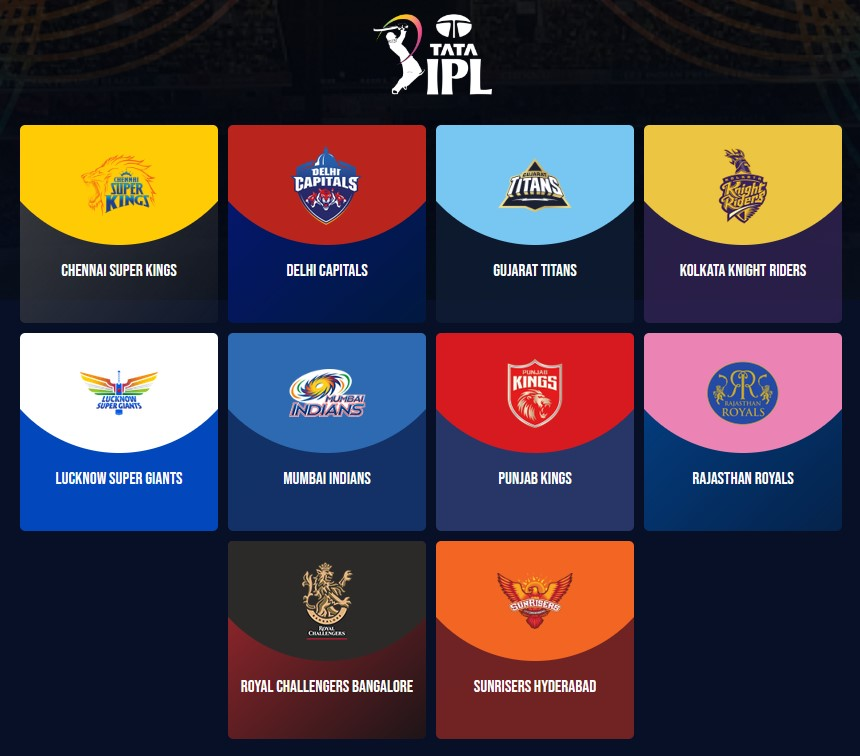 TATA
IPL
CHENNAI
SUPER
KINGS
DELHI
CAPITALS
GUJARAT
TITANS
Knight
Riders
CHENNAI SUPER KINGS
DELHI CAPITALS
GUJARAT TITANS
KOLKATA KNIGHT RIDERS
LUCKNOW
SUPER GIANTS
MUMBAI
INDIANS
PUNJAB
KINGS
RAJASTHAN
ROYALS
LUCKNOW SUPER GIANTS
MUMBAI INDIANS
PUNJAB KINGS
RAJASTHAN ROYALS
ROYAL
CHALLENGERS
SUNRISERS
ROYAL CHALLENGERS BANGALORE
SUNRISERS HYDERABAD